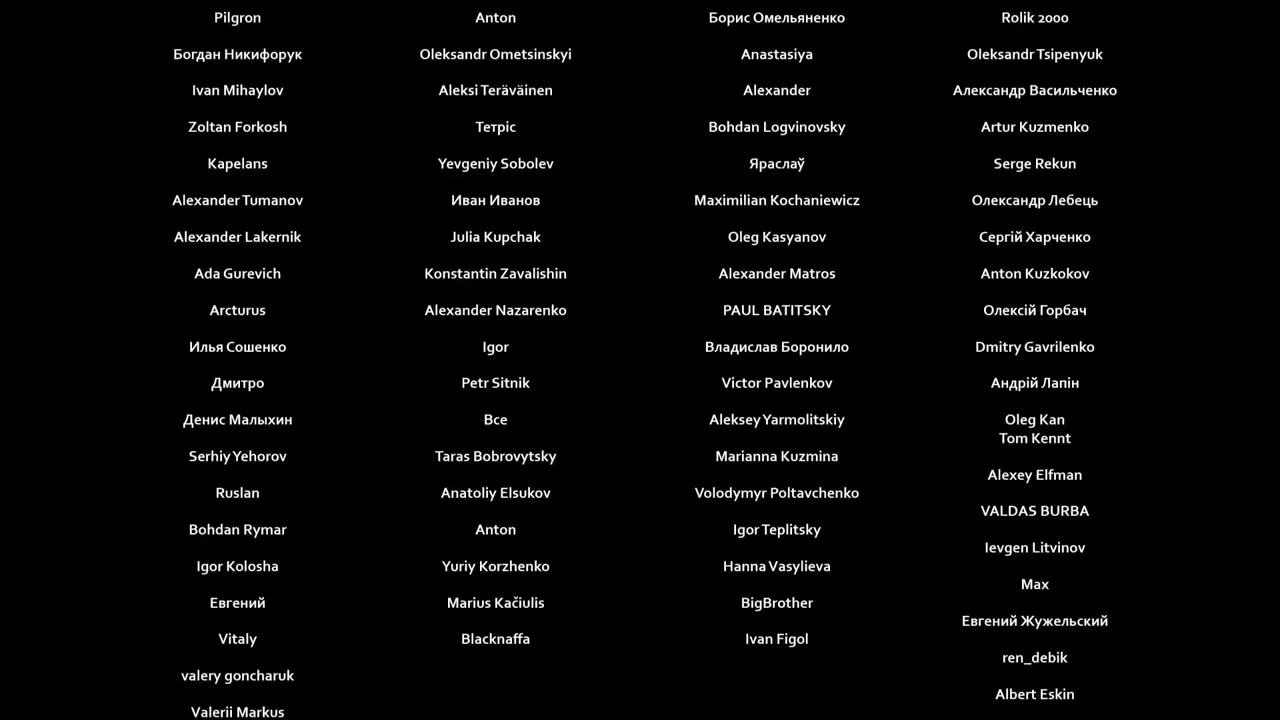 Pilgron
Богдан Никифорук
Ivan Mihaylov
Zoltan Forkosh
Kapelans
Alexander Tumanov
Alexander Lakernik
Ada Gurevich
Arcturus
Илья Сошенко
Дмитро
Денис Малыхин
Serhiy Yehorov
Ruslan
Bohdan Rymar
Igor Kolosha
Евгений
Vitaly
valery goncharuk
Valerii Markus
Anton
Oleksandr Ometsinskyi
Aleksi Teräväinen
Тетріс
Yevgeniy Sobolev
Иван Иванов
Julia Kupchak
Konstantin Zavalishin
Alexander Nazarenko
Igor
Petr Sitnik
Все
Taras Bobrovytsky
Anatoliy Elsukov
Anton
Yuriy Korzhenko
Marius Kačiulis
Blacknaffa
Борис Омельяненко
Anastasiya
Alexander
Bohdan Logvinovsky
Яраслаў
Maximilian Kochaniewicz
Oleg Kasyanov
Alexander Matros
PAUL BATITSKY
Владислав Боронило
Victor Pavlenkov
Aleksey Yarmolitskiy
Marianna Kuzmina
Volodymyr Poltavchenko
Igor Teplitsky
Hanna Vasylieva
BigBrother
Ivan Figol
Rolik 2000
Oleksandr Tsipenyuk
Александр Васильченко
Artur Kuzmenko
Serge Rekun
Олександр Лебець
Сергій Харченко
Anton Kuzkokov
Олексій Горбач
Dmitry Gavrilenko
Андрій Лапін
Oleg Kan
Tom Kennt
Alexey Elfman
VALDAS BURBA
Ievgen Litvinov
Max
Евгений Жужельский
ren_debik
Albert Eskin